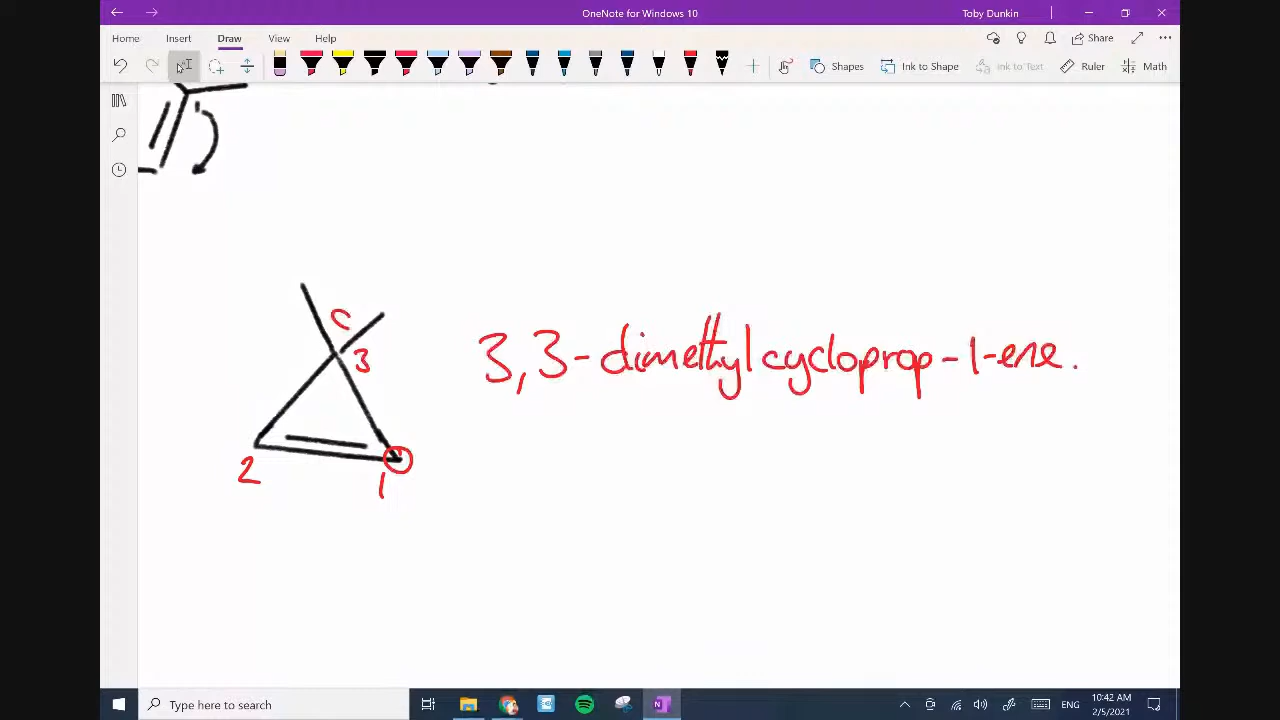 OneNote for Windows 10
Toby Dunkin
Home Insert Draw View Help
Share
Shapes Ink to Shape Ink to Text Ruler Math
C
3
2
1
3,3-dimethylcycloprop-1-ene.
Type here to search
ENG
10:42 AM
2/5/2021